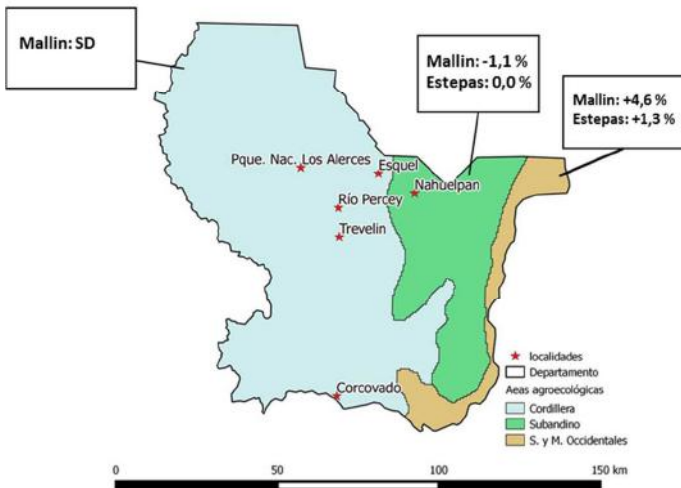 Mallin: SD
Mallin: -1,1 %
Estepas: 0,0 %
Mallin: +4,6 %
Estepas: +1,3 %
Pque. Nac. Los Alerces
Esquel
Nahuelpan
Río Percey
Trevelin
Corcovado
localidades
Departamento
Aeas agroecológicas
Cordillera
Subandino
S. y M. Occidentales
0 50 100 150 km